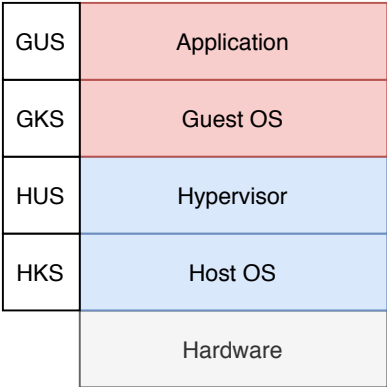 GUS Application
GKS Guest OS
HUS Hypervisor
HKS Host OS
Hardware